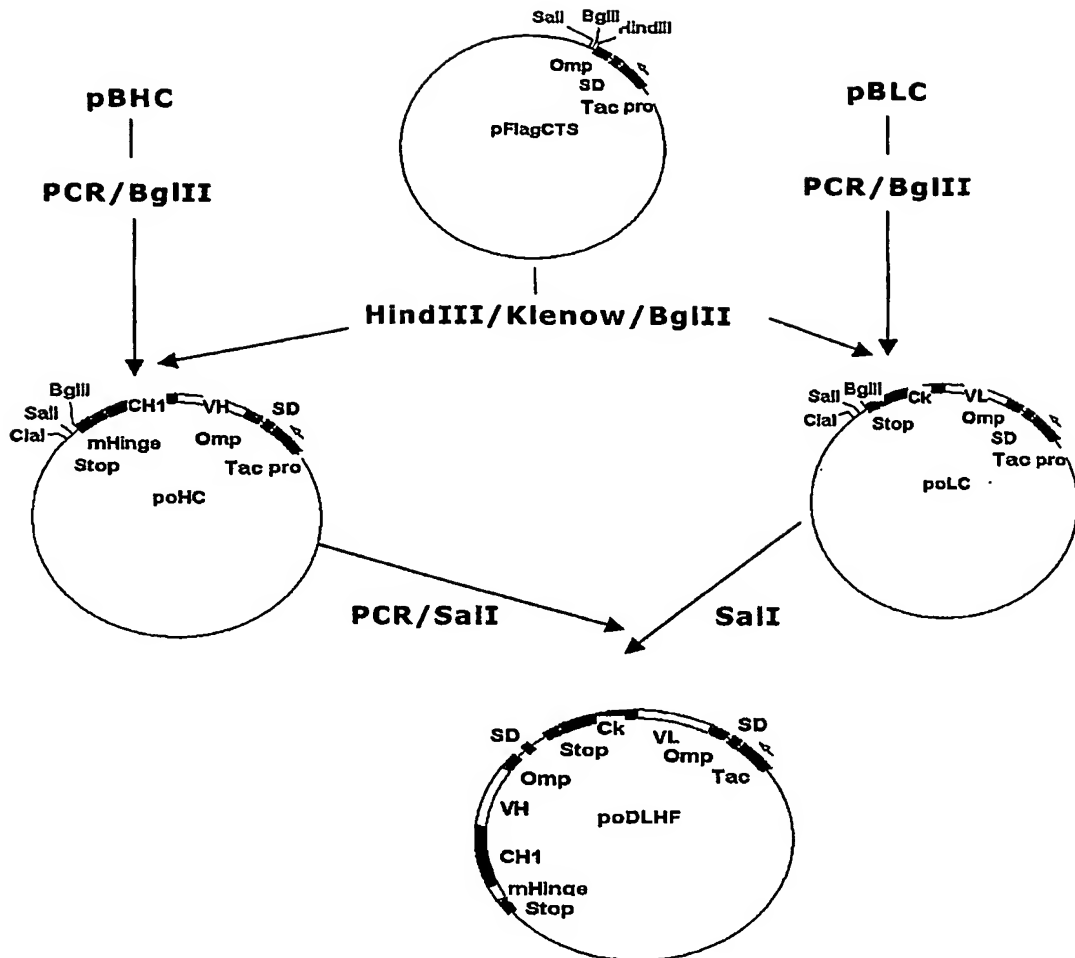 SalI BglII HindIII
Omp
SD
Tac pro
pFlagCTS
pBHC
PCR/BglII
pBLC
PCR/BglII
HindIII/Klenow/BglII
BglII
SalI
ClaI
CH1
VH
SD
mHinge
Omp
Stop
Tac pro
poHC
SalI
BglII
ClaI
Ck
VL
Stop
Omp
SD
Tac pro
poLC
PCR/SalI
SalI
SD
Ck
SD
Stop
VL
Omp
Omp
Tac
VH
poDLHF
CH1
mHinge
Stop